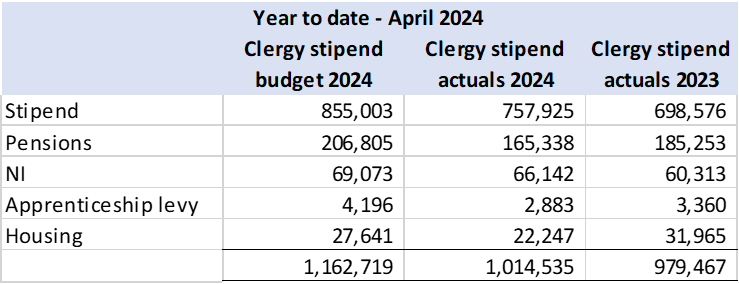 Year to date - April 2024
Clergy stipend budget 2024 Clergy stipend actuals 2024 Clergy stipend actuals 2023
Stipend 855,003 757,925 698,576
Pensions 206,805 165,338 185,253
NI 69,073 66,142 60,313
Apprenticeship levy 4,196 2,883 3,360
Housing 27,641 22,247 31,965
1,162,719 1,014,535 979,467